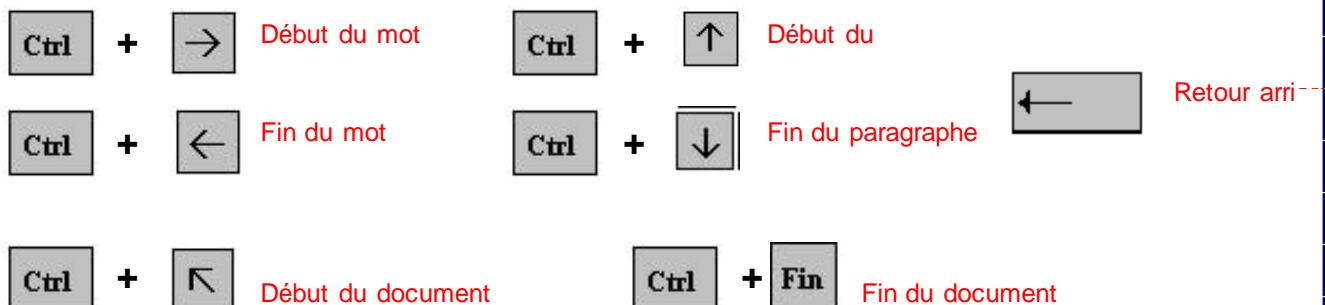 Ctrl + → Début du mot Ctrl + ↑ Début du
← Retour arri
Ctrl + ← Fin du mot Ctrl + ↓ Fin du paragraphe
Ctrl + ↖ Début du document Ctrl + Fin Fin du document